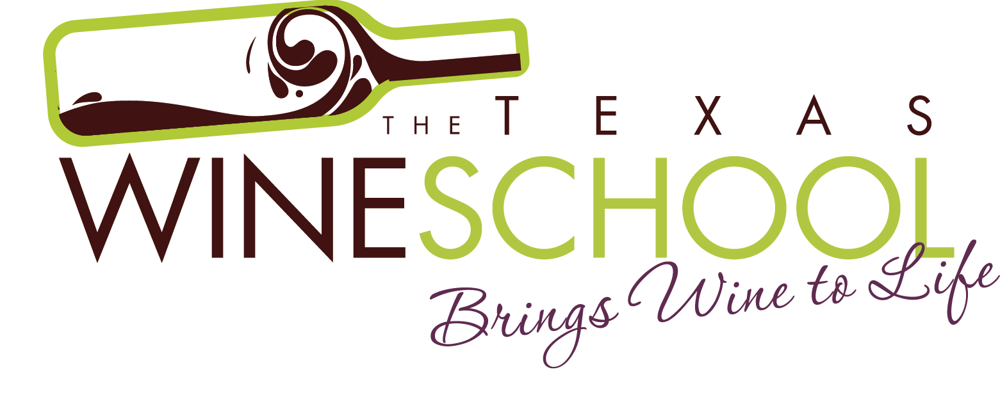 THE TEXAS
WINESCHOOL
Brings Wine to Life